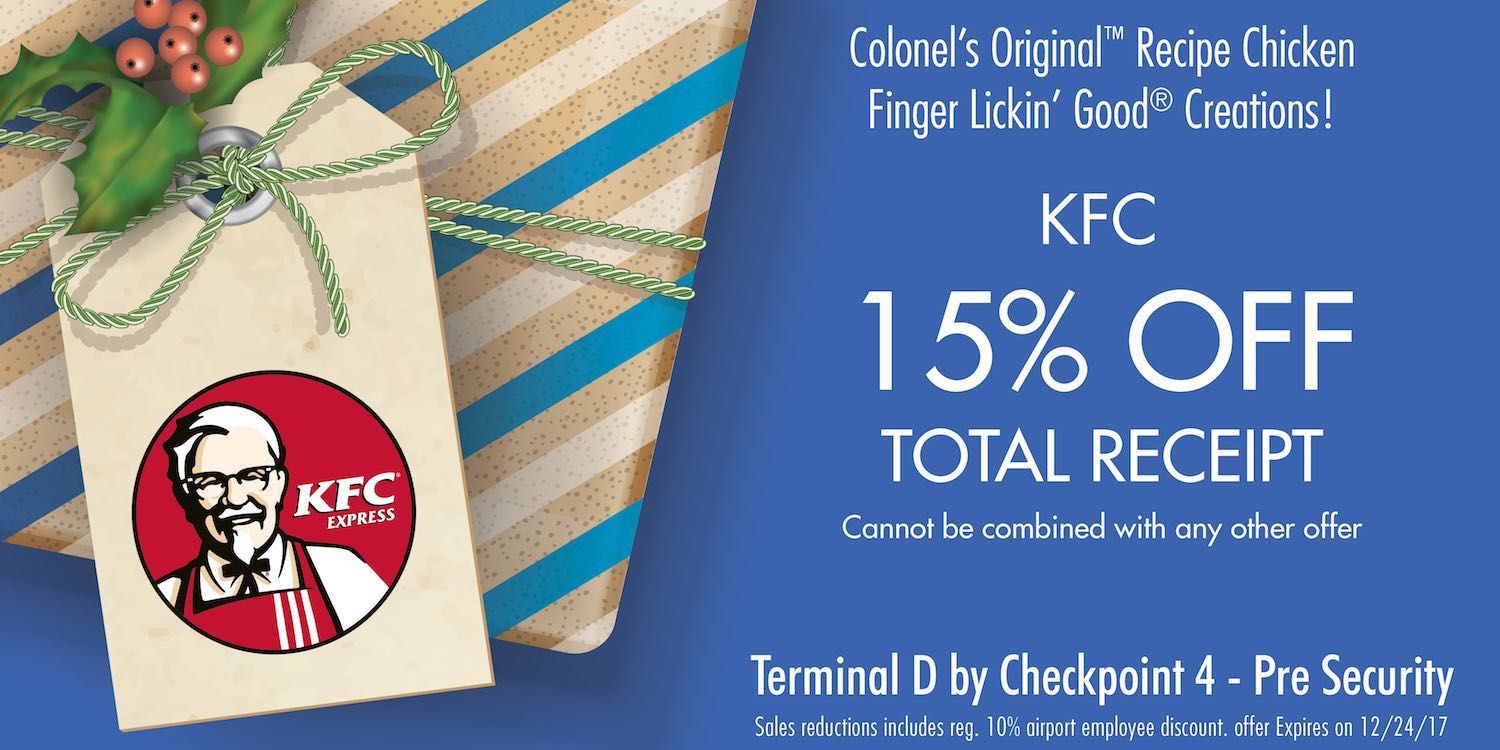 Colonel's Original™ Recipe Chicken
Finger Lickin' Good® Creations!
KFC
15% OFF
TOTAL RECEIPT
Cannot be combined with any other offer
Terminal D by Checkpoint 4 - Pre Security
Sales reductions includes reg. 10% airport employee discount. offer Expires on 12/24/17
KFC®
EXPRESS